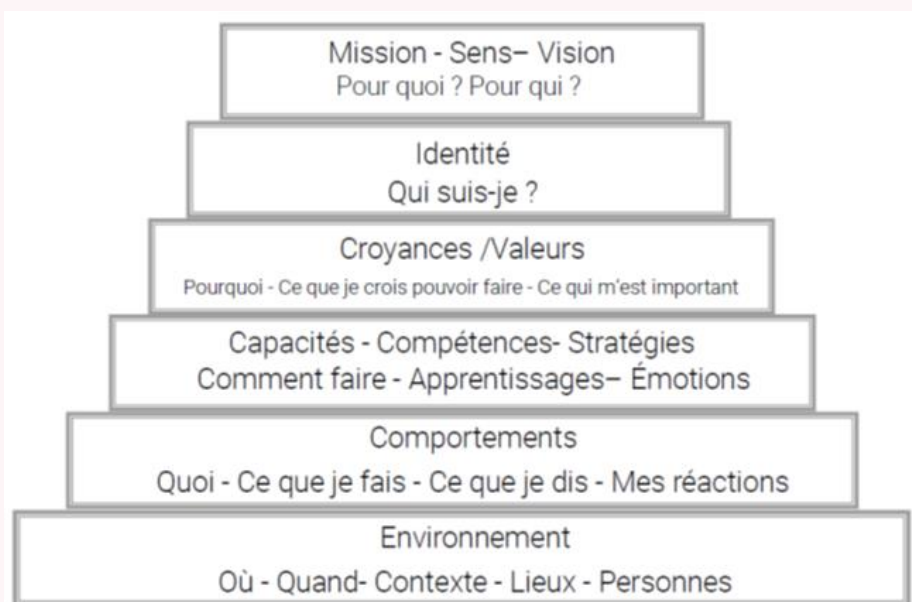 Mission - Sens– Vision
Pour quoi ? Pour qui ?
Identité
Qui suis-je ?
Croyances /Valeurs
Pourquoi - Ce que je crois pouvoir faire - Ce qui m'est important
Capacités - Compétences- Stratégies
Comment faire - Apprentissages– Émotions
Comportements
Quoi - Ce que je fais - Ce que je dis - Mes réactions
Environnement
Où - Quand- Contexte - Lieux - Personnes